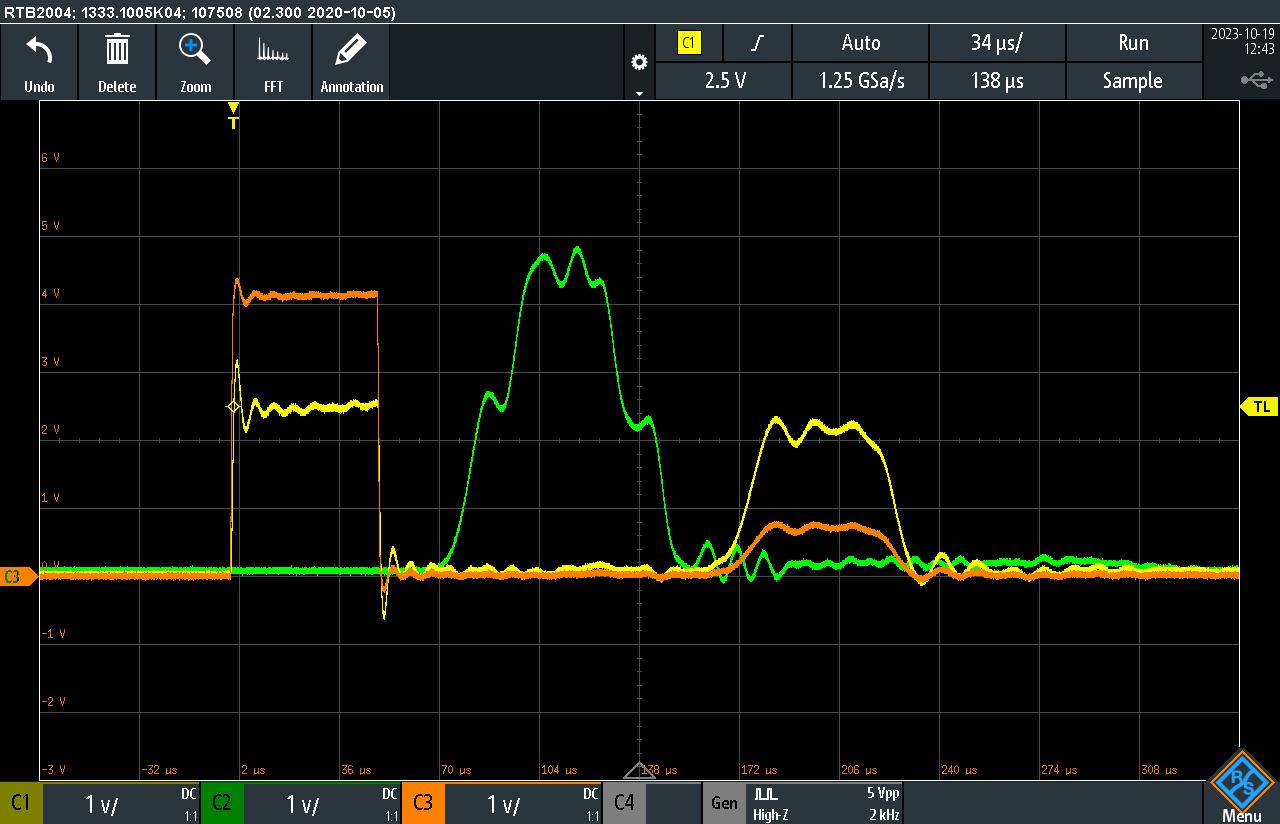 RTB2004; 1333.1005K04; 107508 (02.300 2020-10-05)
Undo
Delete
Zoom
FFT
Annotation
C1
Auto
34 µs/
Run
2.5 V
1.25 GSa/s
138 µs
Sample
2023-10-19
12:43
T
6 V
5 V
4 V
3 V
TL
2 V
1 V
0 V
C3
-1 V
-2 V
-3 V
-32 µs
2 µs
36 µs
70 µs
104 µs
138 µs
172 µs
206 µs
240 µs
274 µs
308 µs
C1
1 V/
DC
1:1
C2
1 V/
DC
1:1
C3
1 V/
DC
1:1
C4
Gen
High-Z
5 Vpp
2 kHz
R&S
Menu